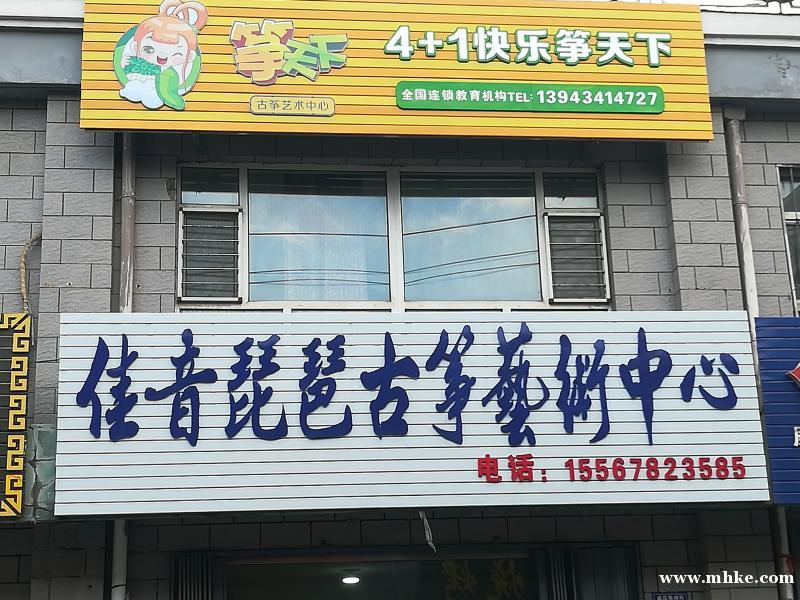 筝天下
古筝艺术中心
4+1快乐筝天下
全国连锁教育机构TEL: 13943414727
佳音琵琶古筝藝術中心
电话: 15567823585
www.mhke.com